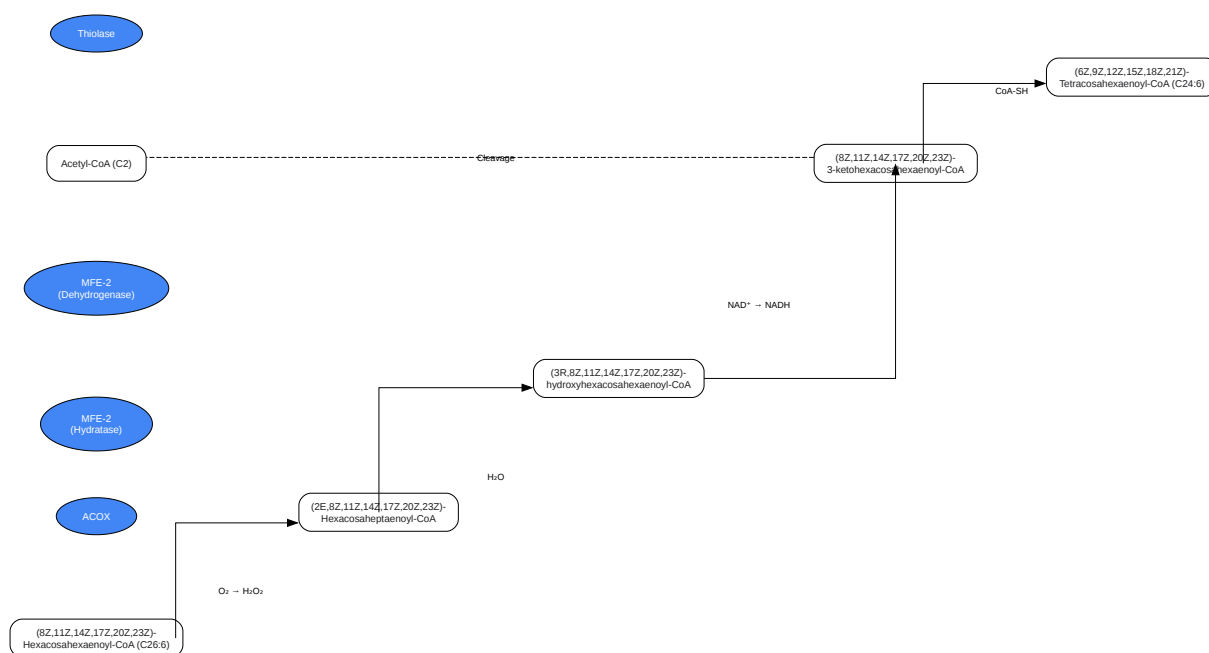 Thiolase
(6Z,9Z,12Z,15Z,18Z,21Z)-
Tetracosahexaenoyl-CoA (C24:6)
CoA-SH
Acetyl-CoA (C2)
Cleavage
(8Z,11Z,14Z,17Z,20Z,23Z)-
3-ketohexacosahexaenoyl-CoA
MFE-2
(Dehydrogenase)
NAD⁺ → NADH
(3R,8Z,11Z,14Z,17Z,20Z,23Z)-
hydroxyhexacosahexaenoyl-CoA
MFE-2
(Hydratase)
H₂O
ACOX
(2E,8Z,11Z,14Z,17Z,20Z,23Z)-
Hexacosaheptaenoyl-CoA
O₂ → H₂O₂
(8Z,11Z,14Z,17Z,20Z,23Z)-
Hexacosahexaenoyl-CoA (C26:6)